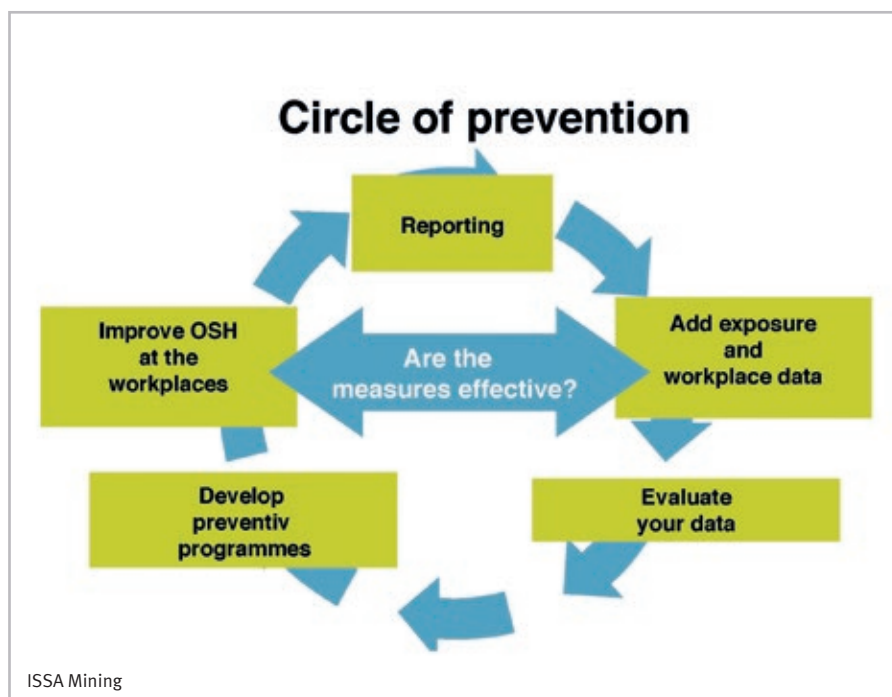 Circle of prevention
Reporting
Add exposure
and
workplace data
Evaluate
your data
Develop
preventiv
programmes
Improve OSH
at the
workplaces
Are the
measures effective?
ISSA Mining